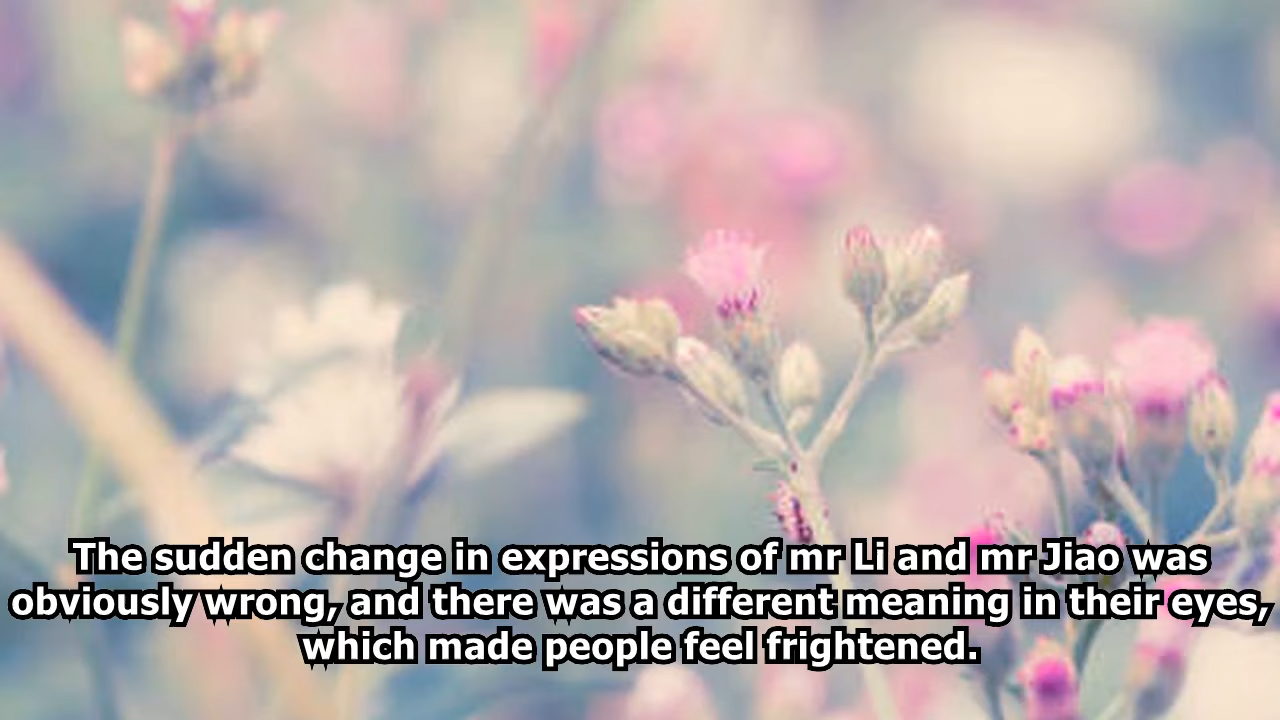 The sudden change in expressions of mr Li and mr Jiao was
obviously wrong, and there was a different meaning in their eyes,
which made people feel frightened.